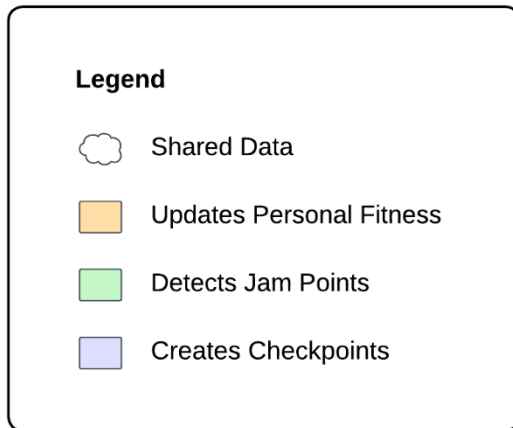 Legend
Shared Data
Updates Personal Fitness
Detects Jam Points
Creates Checkpoints